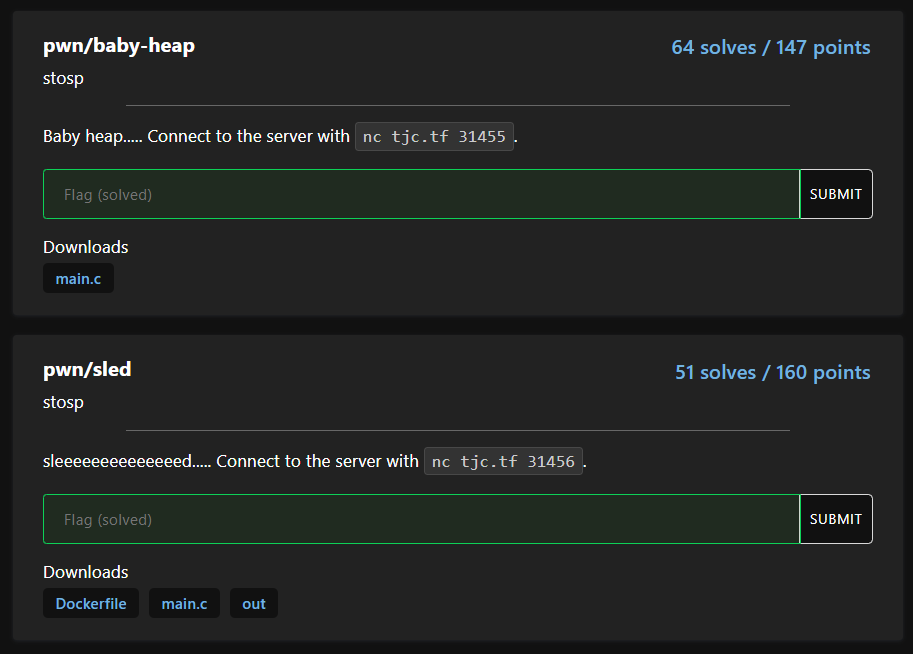 pwn/baby-heap
64 solves / 147 points
stosp
Baby heap..... Connect to the server with nc tjc.tf 31455.
Flag (solved)
SUBMIT
Downloads
main.c
pwn/sled
51 solves / 160 points
stosp
sleeeeeeeeeeeeeed..... Connect to the server with nc tjc.tf 31456.
Flag (solved)
SUBMIT
Downloads
Dockerfile main.c out